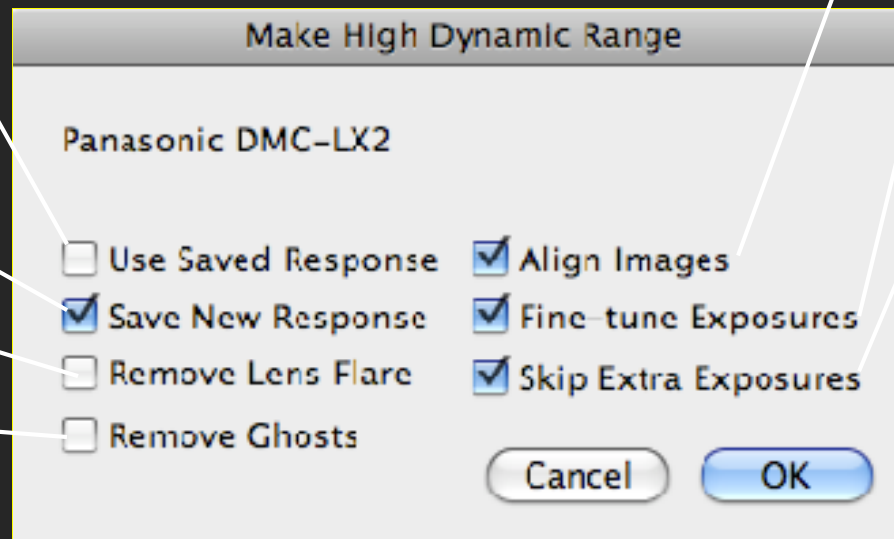 Make High Dynamic Range
Panasonic DMC-LX2
Use Saved Response
Align Images
Save New Response
Fine-tune Exposures
Remove Lens Flare
Skip Extra Exposures
Remove Ghosts
Cancel
OK